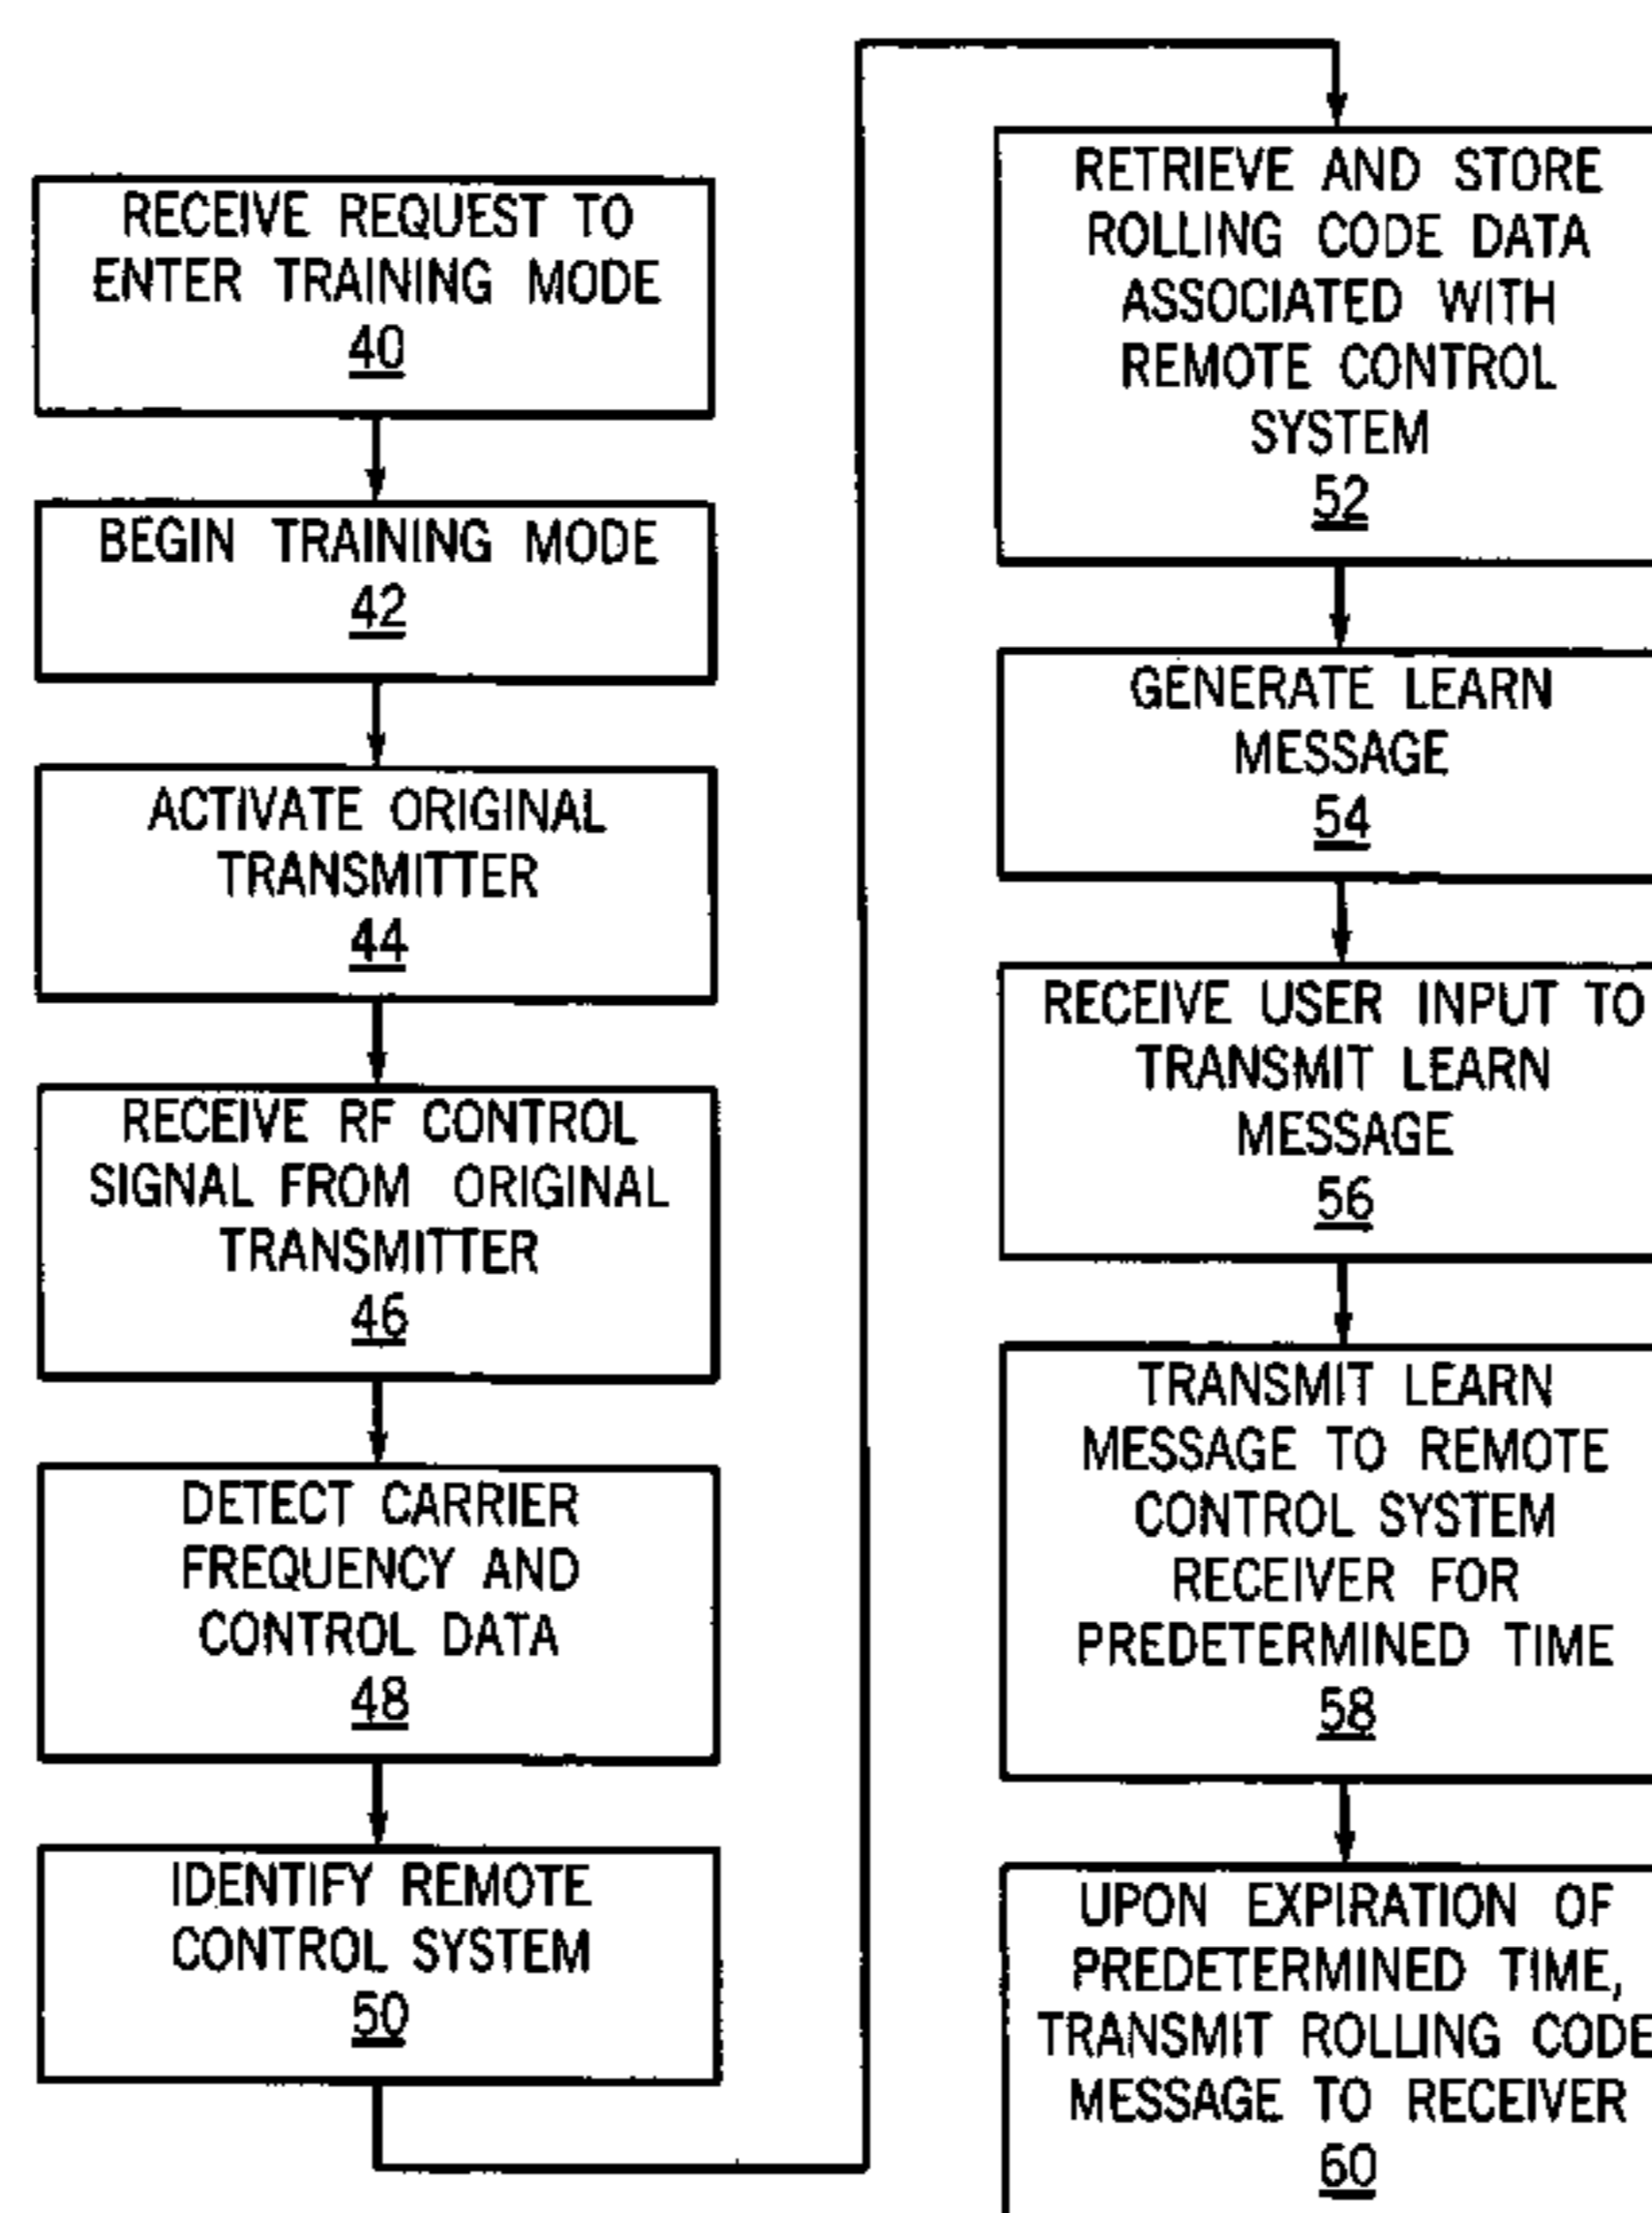 RECEIVE REQUEST TO
ENTER TRAINING MODE
40
BEGIN TRAINING MODE
42
ACTIVATE ORIGINAL
TRANSMITTER
44
RECEIVE RF CONTROL
SIGNAL FROM ORIGINAL
TRANSMITTER
46
DETECT CARRIER
FREQUENCY AND
CONTROL DATA
48
IDENTIFY REMOTE
CONTROL SYSTEM
50
RETRIEVE AND STORE
ROLLING CODE DATA
ASSOCIATED WITH
REMOTE CONTROL
SYSTEM
52
GENERATE LEARN
MESSAGE
54
RECEIVE USER INPUT TO
TRANSMIT LEARN
MESSAGE
56
TRANSMIT LEARN
MESSAGE TO REMOTE
CONTROL SYSTEM
RECEIVER FOR
PREDETERMINED TIME
58
UPON EXPIRATION OF
PREDETERMINED TIME,
TRANSMIT ROLLING CODE
MESSAGE TO RECEIVER
60